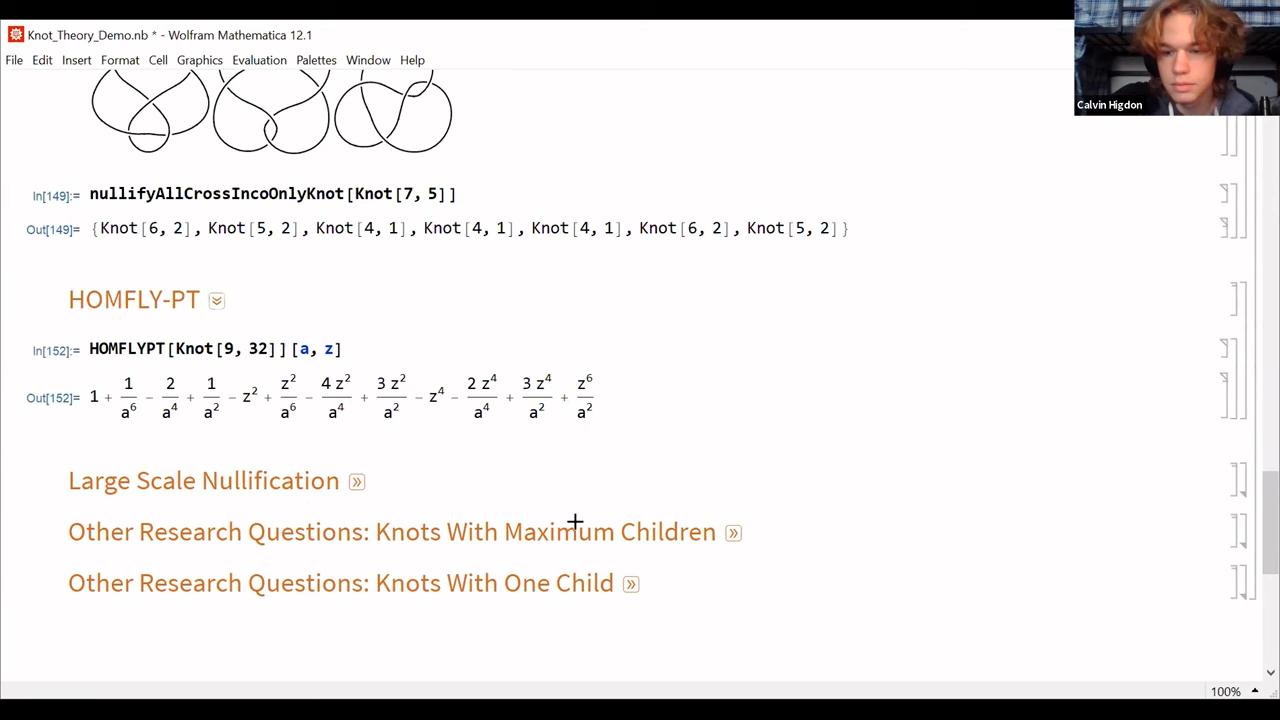 Knot_Theory_Demo.nb * - Wolfram Mathematica 12.1
File Edit Insert Format Cell Graphics Evaluation Palettes Window Help
Calvin Higdon
In[149]:= nullifyAllCrossIncoOnlyKnot[Knot[7, 5]]
Out[149]= {Knot[6, 2], Knot[5, 2], Knot[4, 1], Knot[4, 1], Knot[4, 1], Knot[6, 2], Knot[5, 2]}
HOMFLY-PT
In[152]:= HOMFLYPT[Knot[9, 32]][a, z]
Out[152]= 1 + 1/a^6 - 2/a^4 + 1/a^2 - z^2 + z^2/a^6 - 4 z^2/a^4 + 3 z^2/a^2 - z^4 - 2 z^4/a^4 + 3 z^4/a^2 + z^6/a^2
Large Scale Nullification
Other Research Questions: Knots With Maximum Children
Other Research Questions: Knots With One Child
100%